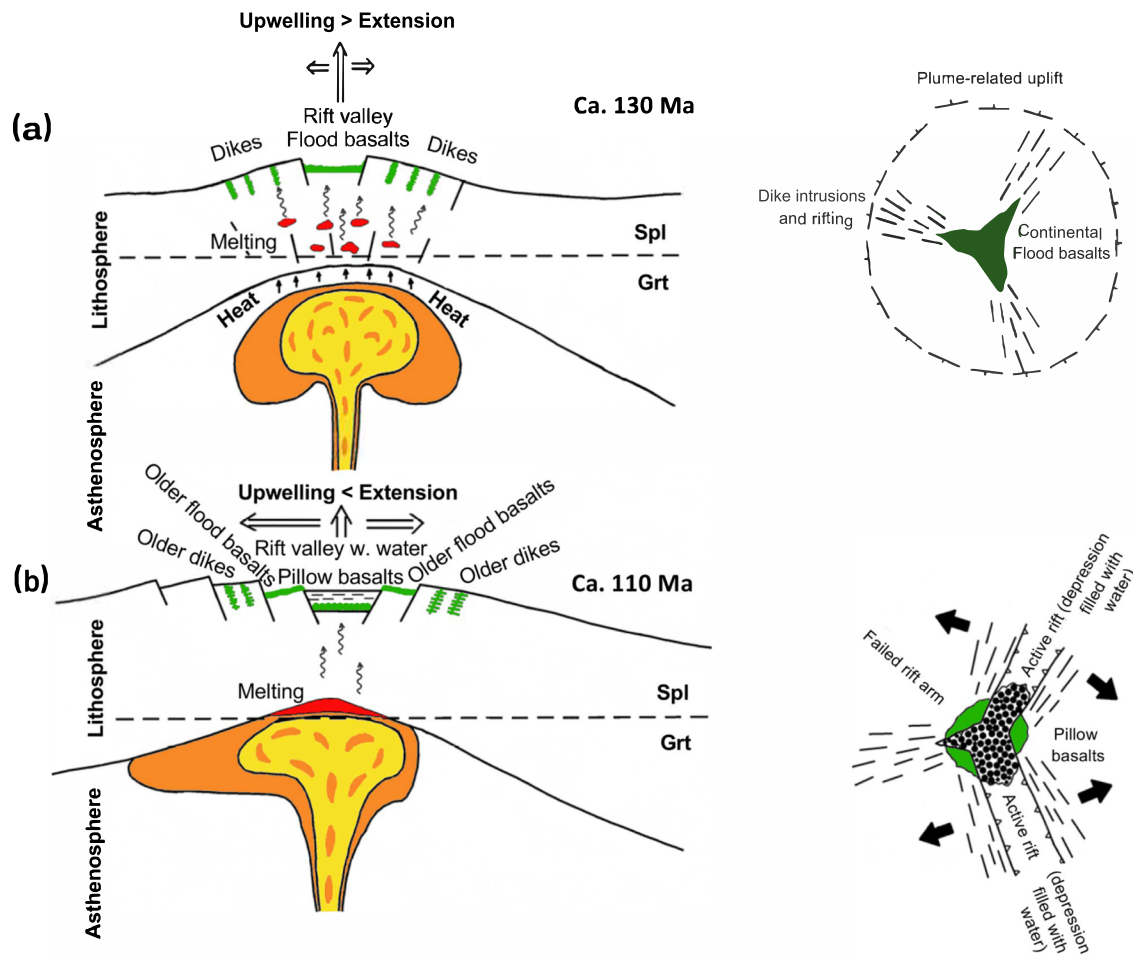 Upwelling > Extension
(a)
Ca. 130 Ma
Rift valley
Flood basalts
Dikes
Dikes
Melting
Spl
Grt
Heat
Heat
Lithosphere
Asthenosphere
Plume-related uplift
Dike intrusions
and rifting
Continental
Flood basalts
Upwelling < Extension
(b)
Ca. 110 Ma
Older flood basalts
Older dikes
Rift valley w. water
Pillow basalts
Older flood basalts
Older dikes
Melting
Spl
Grt
Lithosphere
Asthenosphere
Failed rift arm
Active rift (depression
filled with
water)
Pillow
basalts
Active rift
(depression
filled with
water)